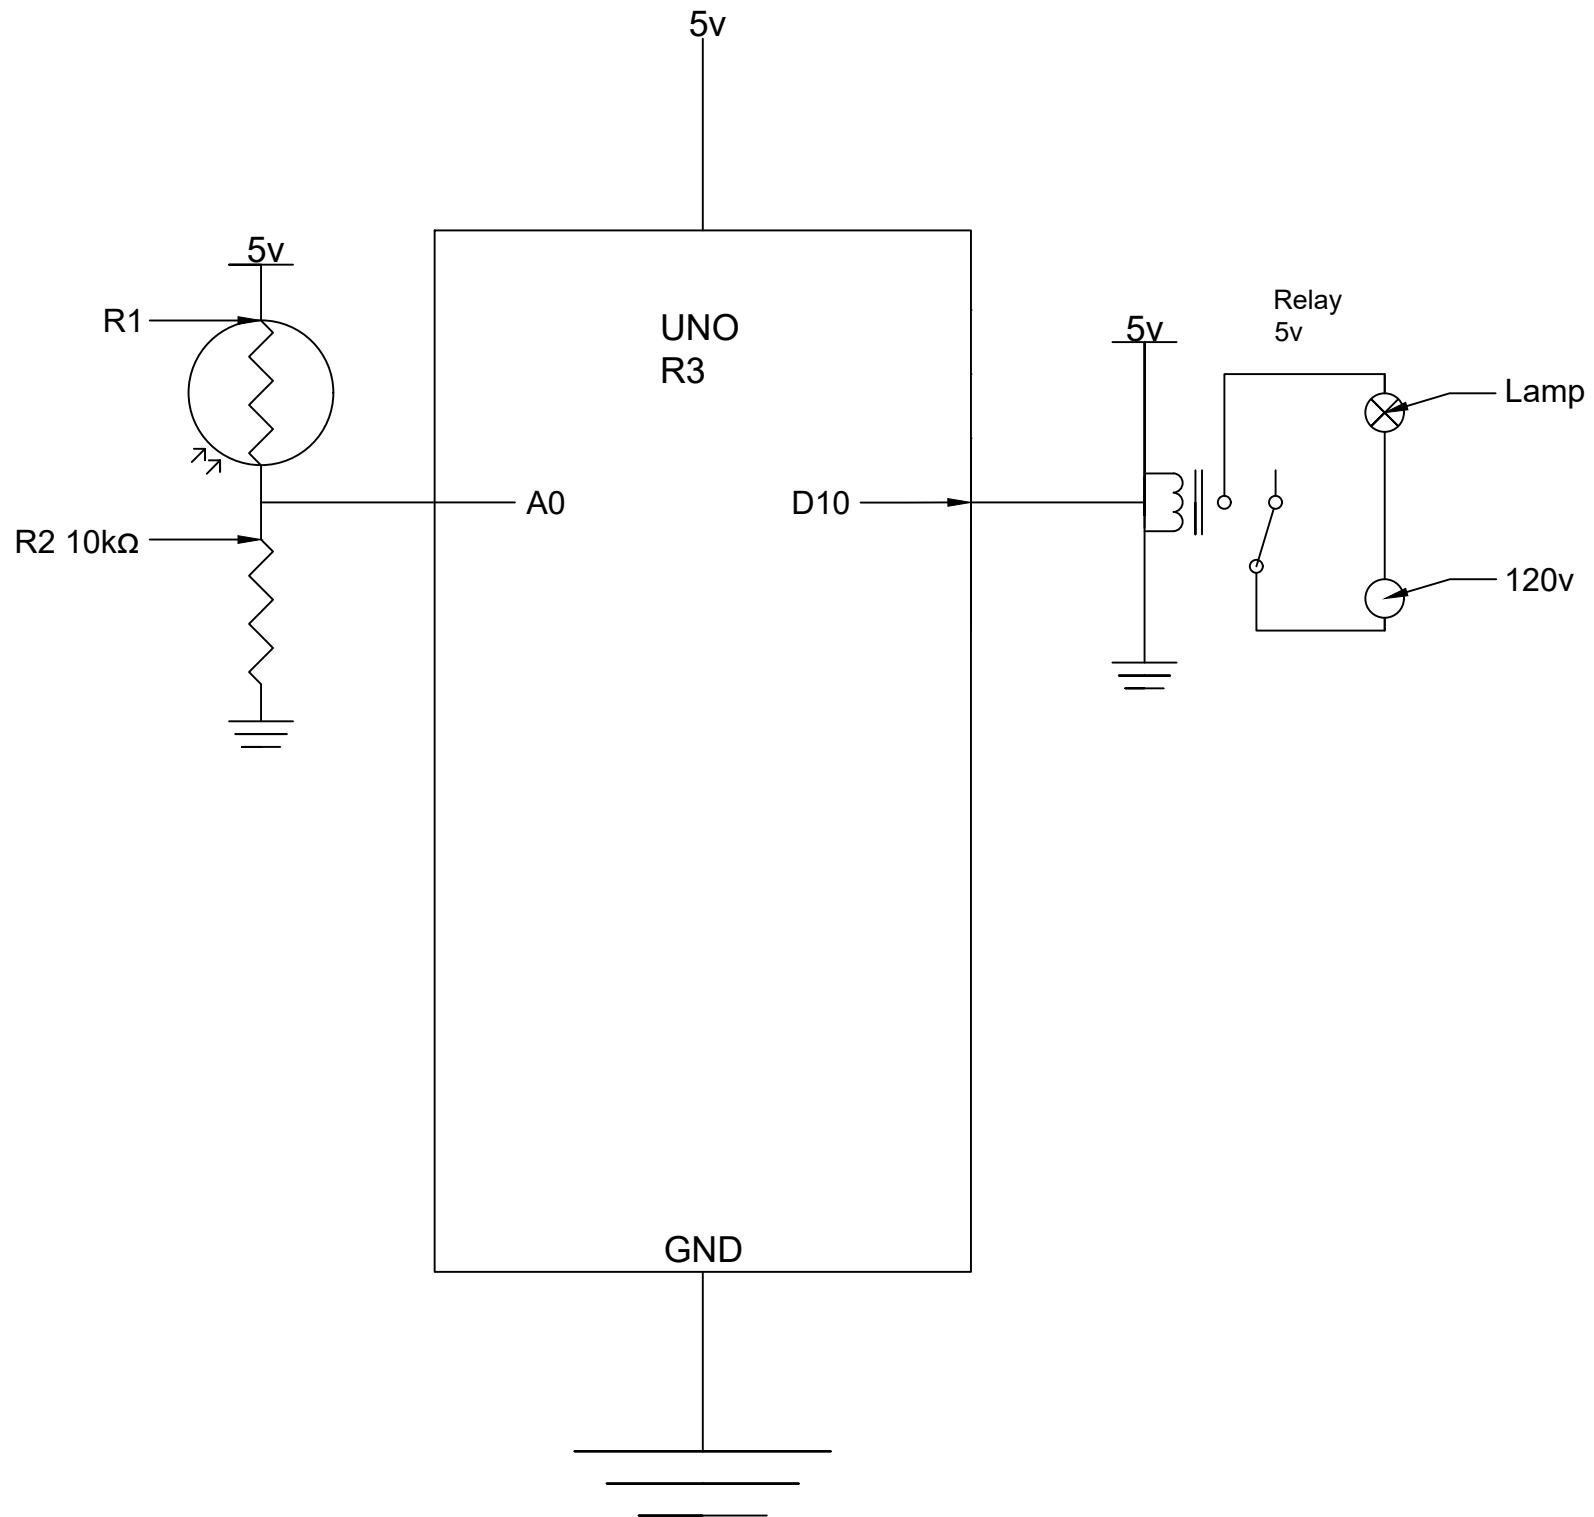 5v
5v
R1
UNO
R3
Relay
5v
5v
Lamp
A0
D10
R2 10kΩ
120v
GND